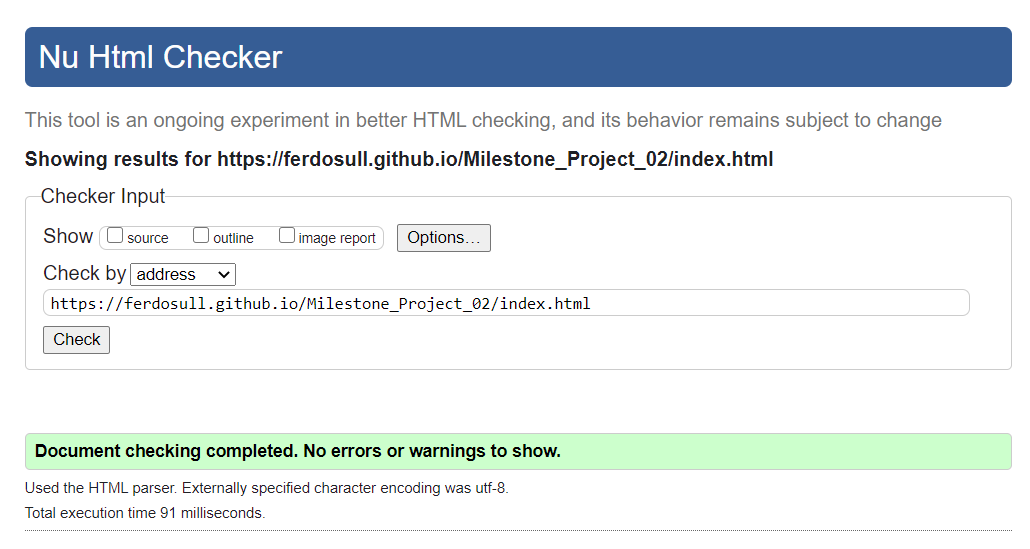 Nu Html Checker
This tool is an ongoing experiment in better HTML checking, and its behavior remains subject to change
Showing results for https://ferdosull.github.io/Milestone_Project_02/index.html
Checker Input
Show source outline image report Options...
Check by address
https://ferdosull.github.io/Milestone_Project_02/index.html
Check
Document checking completed. No errors or warnings to show.
Used the HTML parser. Externally specified character encoding was utf-8.
Total execution time 91 milliseconds.